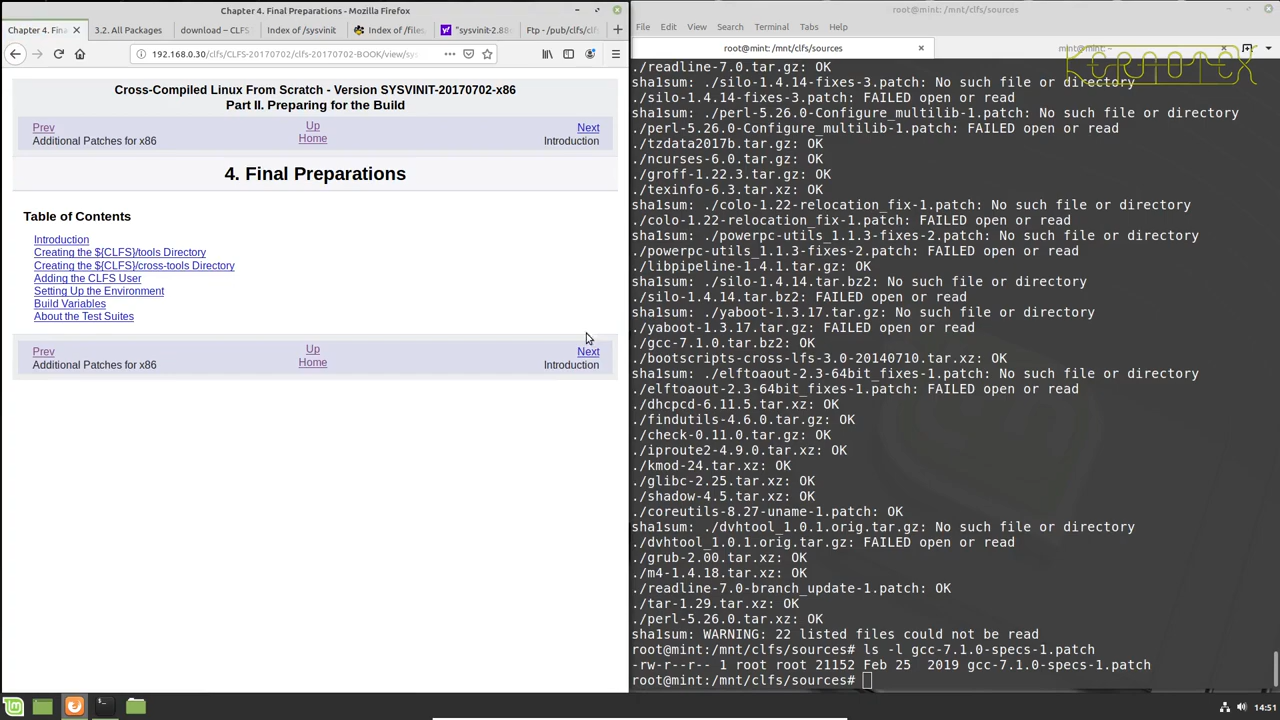 Chapter 4. Final Preparations - Mozilla Firefox
Chapter 4. Fina
3.2. All Packages
download – CLFS
Index of /sysvinit
Index of /files/
"sysvinit-2.88
Ftp - /pub/clfs/cl
192.168.0.30/clfs/CLFS-20170702/clfs-20170702-BOOK/view/sy
Cross-Compiled Linux From Scratch - Version SYSVINIT-20170702-x86
Part II. Preparing for the Build
Prev
Up
Next
Additional Patches for x86
Home
Introduction
4. Final Preparations
Table of Contents
Introduction
Creating the ${CLFS}/tools Directory
Creating the ${CLFS}/cross-tools Directory
Adding the CLFS User
Setting Up the Environment
Build Variables
About the Test Suites
Prev
Up
Next
Additional Patches for x86
Home
Introduction
root@mint: /mnt/clfs/sources
File Edit View Search Terminal Tabs Help
root@mint: /mnt/clfs/sources
mint@mint: ~
KERNOTEX
./readline-7.0.tar.gz: OK
sha1sum: ./silo-1.4.14-fixes-3.patch: No such file or directory
./silo-1.4.14-fixes-3.patch: FAILED open or read
sha1sum: ./perl-5.26.0-Configure_multilib-1.patch: No such file or directory
./perl-5.26.0-Configure_multilib-1.patch: FAILED open or read
./tzdata2017b.tar.gz: OK
./ncurses-6.0.tar.gz: OK
./groff-1.22.3.tar.gz: OK
./texinfo-6.3.tar.xz: OK
sha1sum: ./colo-1.22-relocation_fix-1.patch: No such file or directory
./colo-1.22-relocation_fix-1.patch: FAILED open or read
sha1sum: ./powerpc-utils_1.1.3-fixes-2.patch: No such file or directory
./powerpc-utils_1.1.3-fixes-2.patch: FAILED open or read
./libpipeline-1.4.1.tar.gz: OK
sha1sum: ./silo-1.4.14.tar.bz2: No such file or directory
./silo-1.4.14.tar.bz2: FAILED open or read
sha1sum: ./yaboot-1.3.17.tar.gz: No such file or directory
./yaboot-1.3.17.tar.gz: FAILED open or read
./gcc-7.1.0.tar.bz2: OK
./bootscripts-cross-lfs-3.0-20140710.tar.xz: OK
sha1sum: ./elftoaout-2.3-64bit_fixes-1.patch: No such file or directory
./elftoaout-2.3-64bit_fixes-1.patch: FAILED open or read
./dhcpcd-6.11.5.tar.xz: OK
./findutils-4.6.0.tar.gz: OK
./check-0.11.0.tar.gz: OK
./iproute2-4.9.0.tar.xz: OK
./kmod-24.tar.xz: OK
./glibc-2.25.tar.xz: OK
./shadow-4.5.tar.xz: OK
./coreutils-8.27-uname-1.patch: OK
sha1sum: ./dvhtool_1.0.1.orig.tar.gz: No such file or directory
./dvhtool_1.0.1.orig.tar.gz: FAILED open or read
./grub-2.00.tar.xz: OK
./m4-1.4.18.tar.xz: OK
./readline-7.0-branch_update-1.patch: OK
./tar-1.29.tar.xz: OK
./perl-5.26.0.tar.xz: OK
sha1sum: WARNING: 22 listed files could not be read
root@mint:/mnt/clfs/sources# ls -l gcc-7.1.0-specs-1.patch
-rw-r--r-- 1 root root 21152 Feb 25  2019 gcc-7.1.0-specs-1.patch
root@mint:/mnt/clfs/sources#
14:51